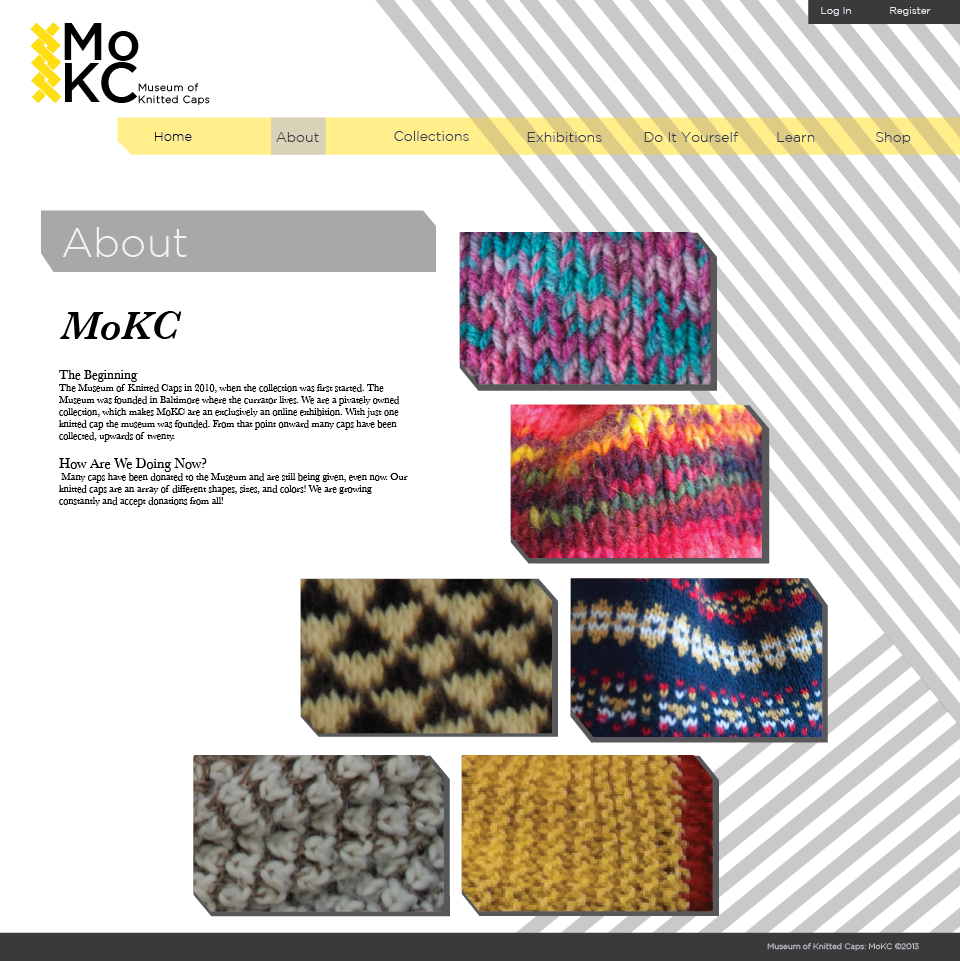 Log In Register
Mo
KC
Museum of
Knitted Caps
Home About Collections Exhibitions Do It Yourself Learn Shop
About
MoKC
The Beginning
The Museum of Knitted Caps in 2010, when the collection was first started. The
Museum was founded in Baltimore where the currator lives. We are a pivately owned
collection, which makes MoKC are an exclusively an online exhibition. With just one
knitted cap the museum was founded. From that point onward many caps have been
collected, upwards of twenty.
How Are We Doing Now?
Many caps have been donated to the Museum and are still being given, even now. Our
knitted caps are an array of different shapes, sizes, and colors! We are growing
constantly and accept donations from all!
Museum of Knitted Caps: MoKC ©2013